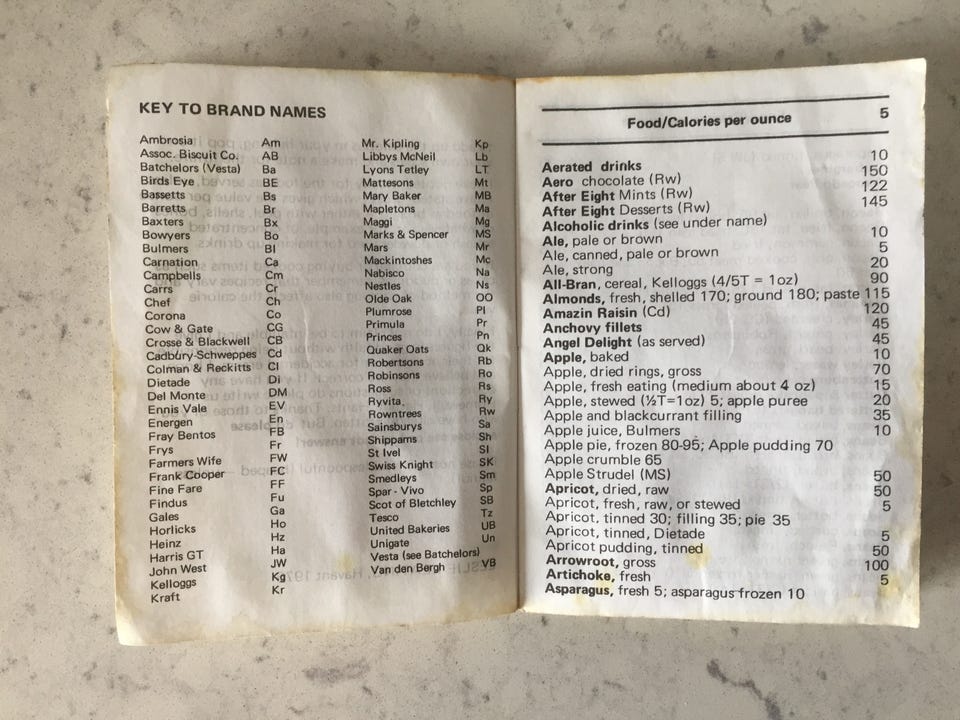 KEY TO BRAND NAMES
Ambrosia Am
Assoc. Biscuit Co. AB
Batchelors (Vesta) Ba
Birds Eye BE
Bassetts Bs
Barretts Br
Baxters Bx
Bowyers Bo
Bulmers Bl
Carnation Ca
Campbells Cm
Carrs Cr
Chef Ch
Corona Co
Cow & Gate CG
Crosse & Blackwell CB
Cadbury-Schweppes Cd
Colman & Reckitts Cl
Dietade Di
Del Monte DM
Ennis Vale EV
Energen En
Fray Bentos FB
Frys Fr
Farmers Wife FW
Frank Cooper FC
Fine Fare FF
Findus Fu
Gales Ga
Horlicks Ho
Heinz Hz
Harris GT Ha
John West JW
Kelloggs Kg
Kraft Kr
Mr. Kipling Kp
Libbys McNeil Lb
Lyons Tetley LT
Mattesons Mt
Mary Baker MB
Mapletons Ma
Maggi Mg
Marks & Spencer MS
Mars Mr
Mackintoshes Mc
Nabisco Na
Nestles Ns
Olde Oak OO
Plumrose Pl
Primula Pr
Princes Pn
Quaker Oats Qk
Robertsons Rb
Robinsons Ro
Ross Rs
Ryvita Ry
Rowntrees Rw
Sainsburys Sa
Shippams Sh
St Ivel SI
Swiss Knight SK
Smedleys Sm
Spar - Vivo Sp
Scot of Bletchley SB
Tesco Tz
United Bakeries UB
Unigate Un
Vesta (see Batchelors)
Van den Bergh VB
Food/Calories per ounce 5
Aerated drinks 10
Aero chocolate (Rw) 150
After Eight Mints (Rw) 122
After Eight Desserts (Rw) 145
Alcoholic drinks (see under name)
Ale, pale or brown 10
Ale, canned, pale or brown 5
Ale, strong 20
All-Bran, cereal, Kelloggs (4/5T = 1oz) 90
Almonds, fresh, shelled 170; ground 180; paste 115
Amazin Raisin (Cd) 120
Anchovy fillets 45
Angel Delight (as served) 45
Apple, baked 10
Apple, dried rings, gross 70
Apple, fresh eating (medium about 4 oz) 15
Apple, stewed (½T=1oz) 5; apple puree 20
Apple and blackcurrant filling 35
Apple juice, Bulmers 10
Apple pie, frozen 80-95; Apple pudding 70
Apple crumble 65
Apple Strudel (MS) 50
Apricot, dried, raw 50
Apricot, fresh, raw, or stewed 5
Apricot, tinned 30; filling 35; pie 35
Apricot, tinned, Dietade 5
Apricot pudding, tinned 50
Arrowroot, gross 100
Artichoke, fresh 5
Asparagus, fresh 5; asparagus frozen 10